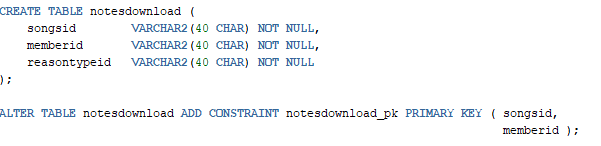 CREATE TABLE notesdownload (
    songsid        VARCHAR2(40 CHAR) NOT NULL,
    memberid       VARCHAR2(40 CHAR) NOT NULL,
    reasontypeid   VARCHAR2(40 CHAR) NOT NULL
);
ALTER TABLE notesdownload ADD CONSTRAINT notesdownload_pk PRIMARY KEY ( songsid,
                                                                        memberid );